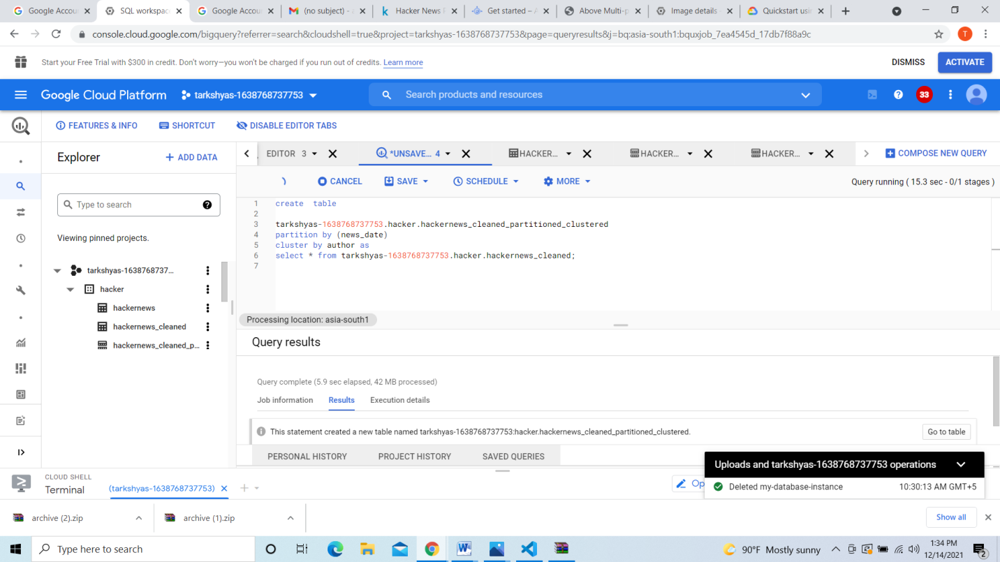 Google Accou
SQL workspac
Google Accou
(no subject) -
Hacker News
Get started –
Above Multi-p
Image details
Quickstart usin
console.cloud.google.com/bigquery?referrer=search&cloudshell=true&project=tarkshyas-1638768737753&page=queryresults&j=bq:asia-south1:bquxjob_7ea4545d_17db7f88a9c
T
Start your Free Trial with $300 in credit. Don't worry—you won't be charged if you run out of credits. Learn more
DISMISS
ACTIVATE
Google Cloud Platform
tarkshyas-1638768737753
Search products and resources
33
FEATURES & INFO
SHORTCUT
DISABLE EDITOR TABS
Explorer
+ ADD DATA
EDITOR 3
*UNSAVE... 4
HACKER...
HACKER...
HACKER...
COMPOSE NEW QUERY
CANCEL
SAVE
SCHEDULE
MORE
Query running ( 15.3 sec - 0/1 stages )
Type to search
Viewing pinned projects.
tarkshyas-163876873​7...
hacker
hackernews
hackernews_cleaned
hackernews_cleaned_p...
1 create table
2
3 tarkshyas-1638768737753.hacker.hackernews_cleaned_partitioned_clustered
4 partition by (news_date)
5 cluster by author as
6 select * from tarkshyas-1638768737753.hacker.hackernews_cleaned;
7
Processing location: asia-south1
Query results
Query complete (5.9 sec elapsed, 42 MB processed)
Job information
Results
Execution details
This statement created a new table named tarkshyas-1638768737753:hacker.hackernews_cleaned_partitioned_clustered.
Go to table
PERSONAL HISTORY
PROJECT HISTORY
SAVED QUERIES
CLOUD SHELL
Terminal
(tarkshyas-1638768737753)
Op
Uploads and tarkshyas-1638768737753 operations
Deleted my-database-instance
10:30:13 AM GMT+5
archive (2).zip
archive (1).zip
Show all
Type here to search
90°F Mostly sunny
1:34 PM
12/14/2021
2